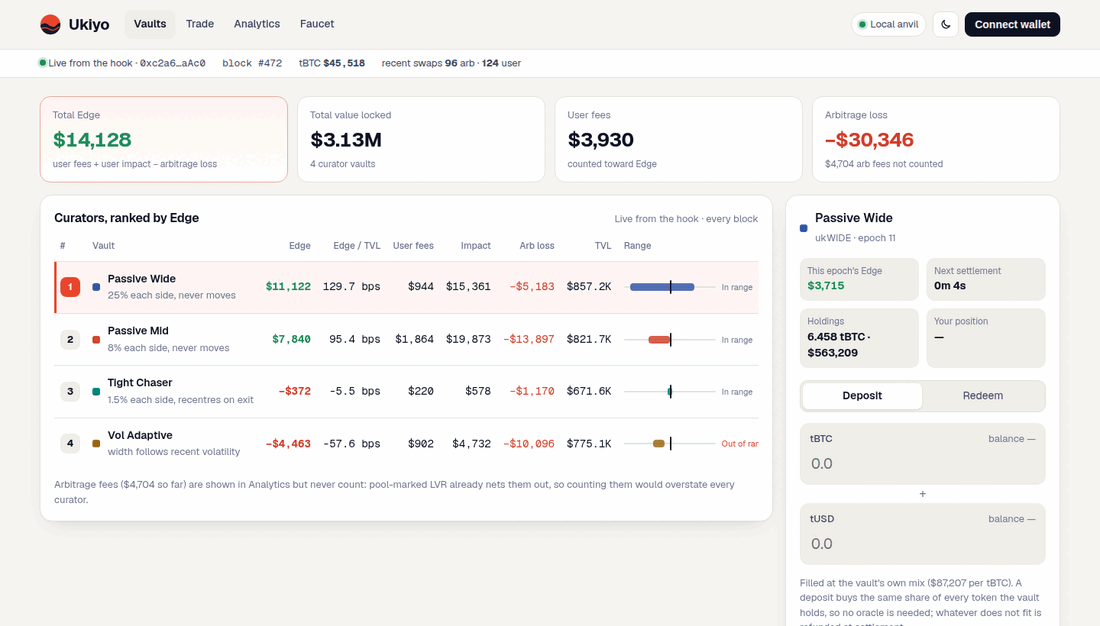 Ukiyo
Vaults
Trade
Analytics
Faucet
Local anvil
Connect wallet
Live from the hook · 0xc2a6…aAc0 block #472 tBTC $45,518 recent swaps 96 arb · 124 user
Total Edge
$14,128
user fees + user impact − arbitrage loss
Total value locked
$3.13M
4 curator vaults
User fees
$3,930
counted toward Edge
Arbitrage loss
−$30,346
$4,704 arb fees not counted
Curators, ranked by Edge
Live from the hook · every block
# Vault Edge Edge / TVL User fees Impact Arb loss TVL Range
1 Passive Wide $11,122 129.7 bps $944 $15,361 −$5,183 $857.2K In range
25% each side, never moves
2 Passive Mid $7,840 95.4 bps $1,864 $19,873 −$13,897 $821.7K In range
8% each side, never moves
3 Tight Chaser −$372 -5.5 bps $220 $578 −$1,170 $671.6K In range
1.5% each side, recentres on exit
4 Vol Adaptive −$4,463 -57.6 bps $902 $4,732 −$10,096 $775.1K Out of ran
width follows recent volatility
Arbitrage fees ($4,704 so far) are shown in Analytics but never count: pool-marked LVR already nets them out, so counting them would overstate every
curator.
Passive Wide
ukWIDE · epoch 11
This epoch's Edge
$3,715
Next settlement
0m 4s
Holdings
6.458 tBTC ·
$563,209
Your position
—
Deposit
Redeem
tBTC balance —
0.0
+
tUSD balance —
0.0
Filled at the vault's own mix ($87,207 per tBTC). A
deposit buys the same share of every token the vault
holds, so no oracle is needed; whatever does not fit is
refunded at settlement.